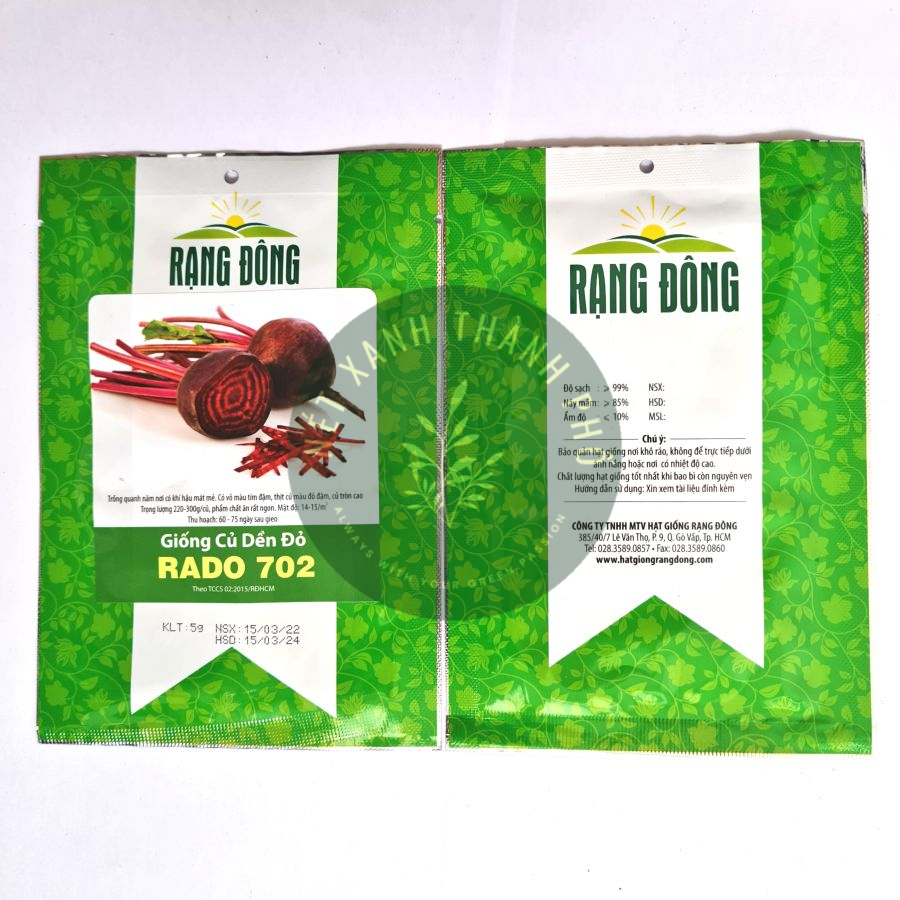 RẠNG ĐÔNG
Trồng quanh năm nơi có khí hậu mát mẻ. Có vỏ màu tím đậm, thịt củ màu đỏ đậm, củ tròn cao
Trọng lượng 220-300g/củ, phẩm chất ăn rất ngon. Mật độ: 14-15/m²
Thu hoạch: 60 - 75 ngày sau gieo
Giống Củ Dền Đỏ
RADO 702
Theo TCCS 02:2015/RĐHCM
KLT: 5g NSX: 15/03/22
HSD: 15/03/24
RẠNG ĐÔNG
Độ sạch : ⩾ 99% NSX:
Nảy mầm : ⩾ 85% HSD:
Ẩm độ : ⩽ 10% MSL:
Chú ý:
Bảo quản hạt giống nơi khô ráo, không để trực tiếp dưới
ánh nắng hoặc nơi có nhiệt độ cao.
Chất lượng hạt giống tốt nhất khi bao bì còn nguyên vẹn
Hướng dẫn sử dụng: Xin xem tài liệu đính kèm
CÔNG TY TNHH MTV HẠT GIỐNG RẠNG ĐÔNG
385/40/7 Lê Văn Thọ, P. 9, Q. Gò Vấp, Tp. HCM
Tel: 028.3589.0857 • Fax: 028.3589.0860
www.hatgiongrangdong.com
XANH THÀNH PHỐ
ALWAYS
GREEN